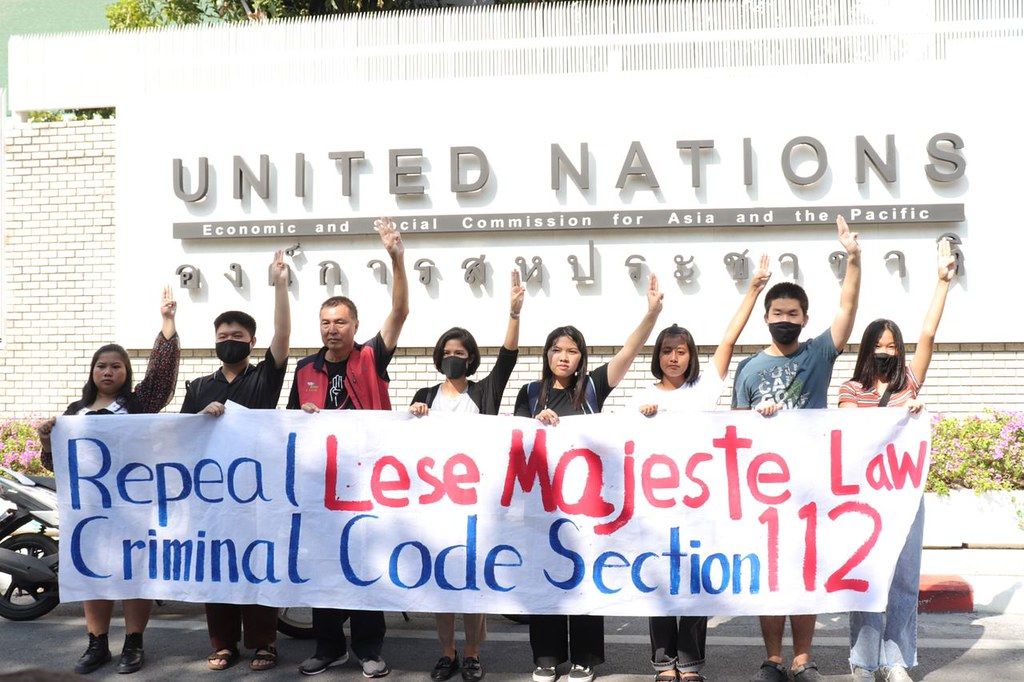 UNITED NATIONS
Economic and Social Commission for Asia and the Pacific
องค์การสหประชาชาติ
Repeal Lese Majeste Law
Criminal Code Section 112